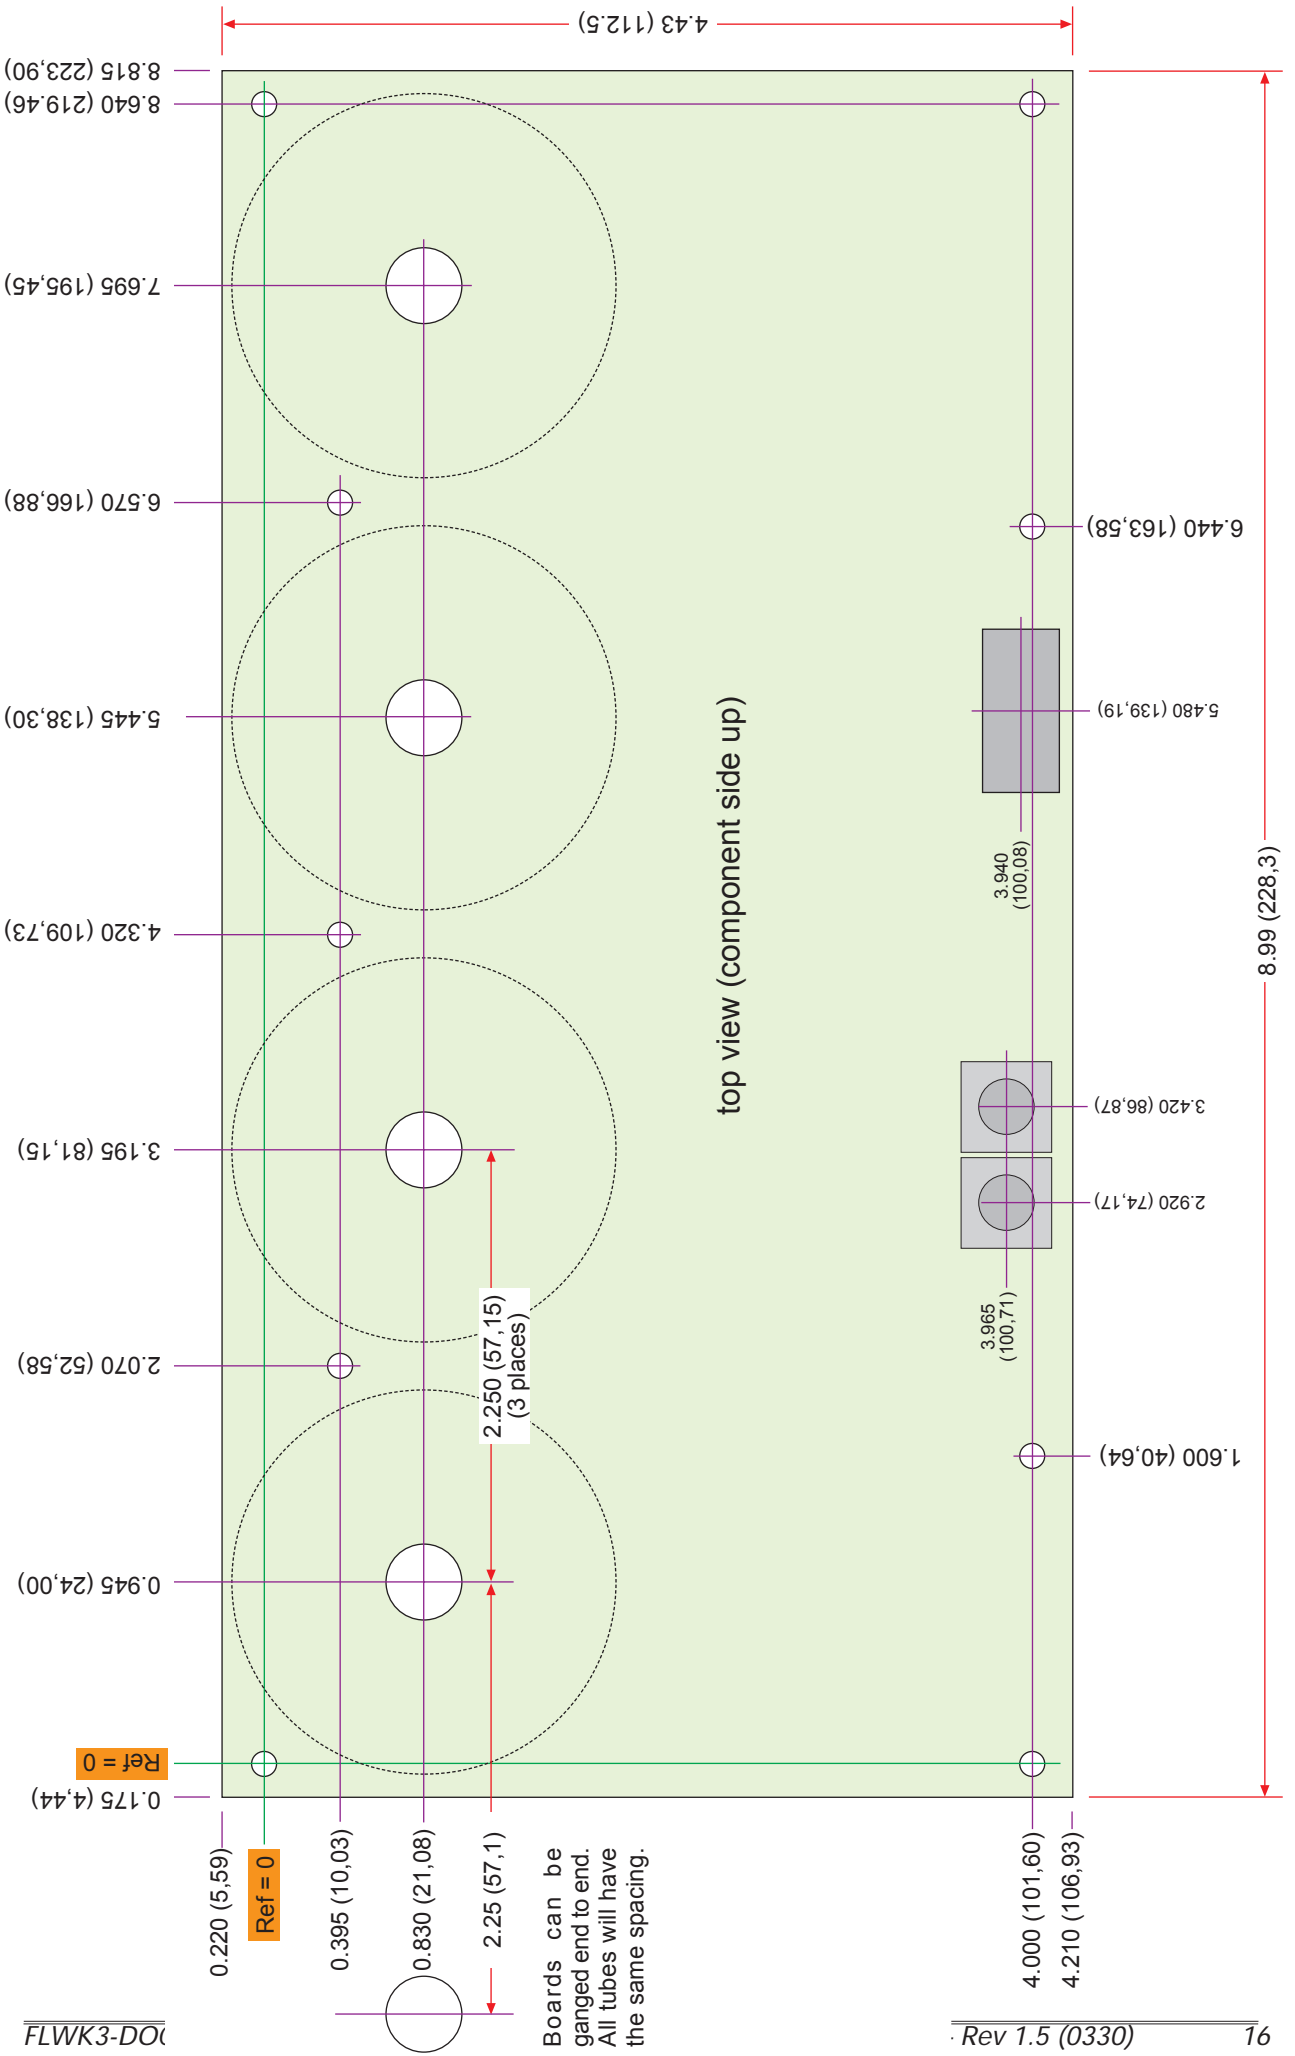 4.43 (112.5)
8.815 (223,90)
8.640 (219.46)
7.695 (195,45)
6.570 (166,88)
5.445 (138,30)
4.320 (109,73)
3.195 (81,15)
2.070 (52,58)
0.945 (24,00)
Ref = 0
0.175 (4,44)
6.440 (163,58)
5.480 (139,19)
3.940
(100,08)
8.99 (228,3)
top view (component side up)
3.420 (86,87)
2.920 (74,17)
3.965
(100,71)
1.600 (40,64)
2.250 (57,15)
(3 places)
0.220 (5,59)
Ref = 0
0.395 (10,03)
0.830 (21,08)
2.25 (57,1)
Boards can be
ganged end to end.
All tubes will have
the same spacing.
4.000 (101,60)
4.210 (106,93)
FLWK3-DOC
- Rev 1.5 (0330) 16